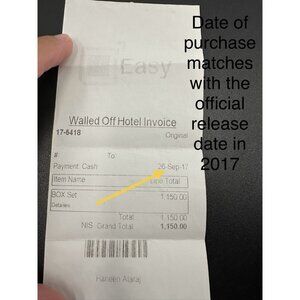 Date of
purchase
matches
with the
official
release
date in
2017
Easy
Walled Off Hotel Invoice
17-6418
Original
#: To:
Payment: Cash 26-Sep-17
Item Name Line Total
BOX Set 1,150.00
Detailes
Total 1,150.00
NIS Grand Total 1,150.00
Haneen Alaraj